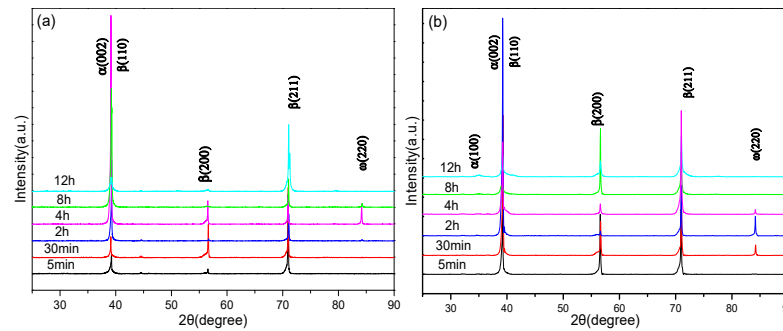 (a)
α(002)
β(110)
β(200)
β(211)
ω(220)
12h
8h
4h
2h
30min
5min
Intensity(a.u.)
30 40 50 60 70 80 90
2θ(degree)
(b)
α(100)
α(002)
β(110)
β(200)
β(211)
ω(220)
12h
8h
4h
2h
30min
5min
Intensity(a.u.)
30 40 50 60 70 80
2θ(degree)